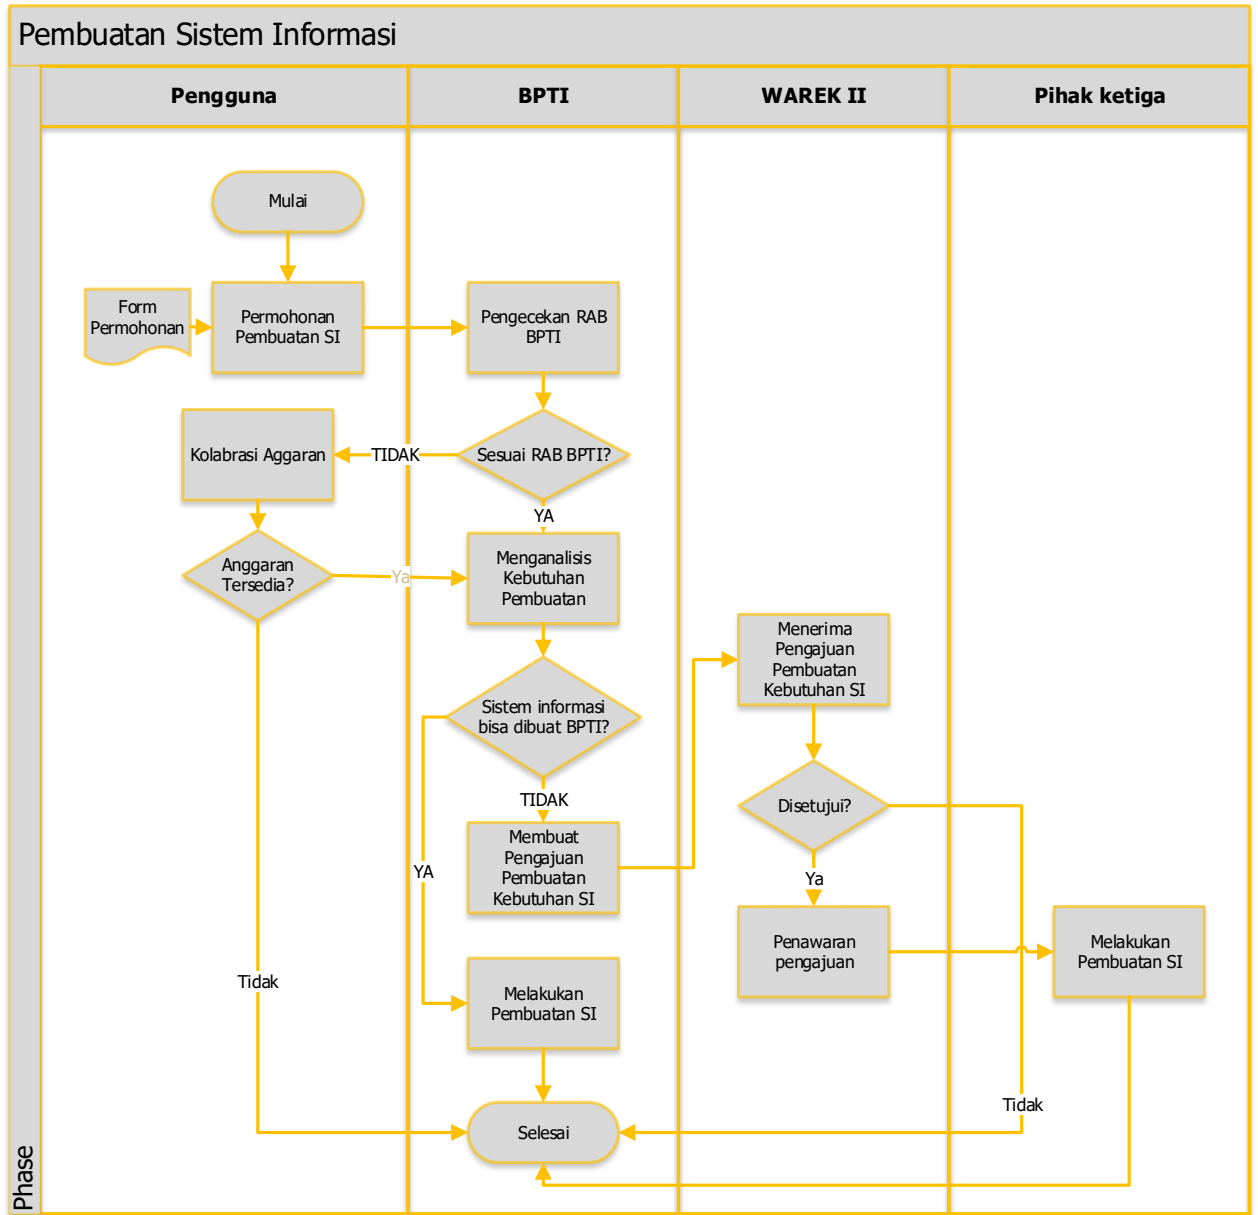 Pembuatan Sistem Informasi
Pengguna
BPTI
WAREK II
Pihak ketiga
Mulai
Form
Permohonan
Permohonan
Pembuatan SI
Pengecekan RAB
BPTI
Kolabrasi Aggaran
TIDAK
Sesuai RAB BPTI?
YA
Anggaran
Tersedia?
Ya
Menganalisis
Kebutuhan
Pembuatan
Menerima
Pengajuan
Pembuatan
Kebutuhan SI
Sistem informasi
bisa dibuat BPTI?
TIDAK
Disetujui?
Membuat
Pengajuan
Pembuatan
Kebutuhan SI
YA
Ya
Penawaran
pengajuan
Melakukan
Pembuatan SI
Tidak
Melakukan
Pembuatan SI
Tidak
Selesai
Phase